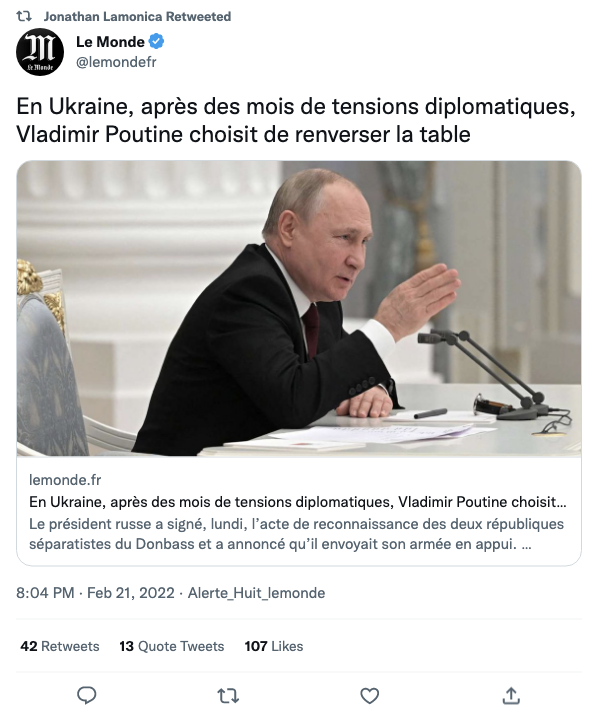 Jonathan Lamonica Retweeted
Le Monde
@lemondefr
M
Le Monde
En Ukraine, après des mois de tensions diplomatiques,
Vladimir Poutine choisit de renverser la table
lemonde.fr
En Ukraine, après des mois de tensions diplomatiques, Vladimir Poutine choisit...
Le président russe a signé, lundi, l’acte de reconnaissance des deux républiques
séparatistes du Donbass et a annoncé qu’il envoyait son armée en appui. ...
8:04 PM · Feb 21, 2022 · Alerte_Huit_lemonde
42 Retweets 13 Quote Tweets 107 Likes